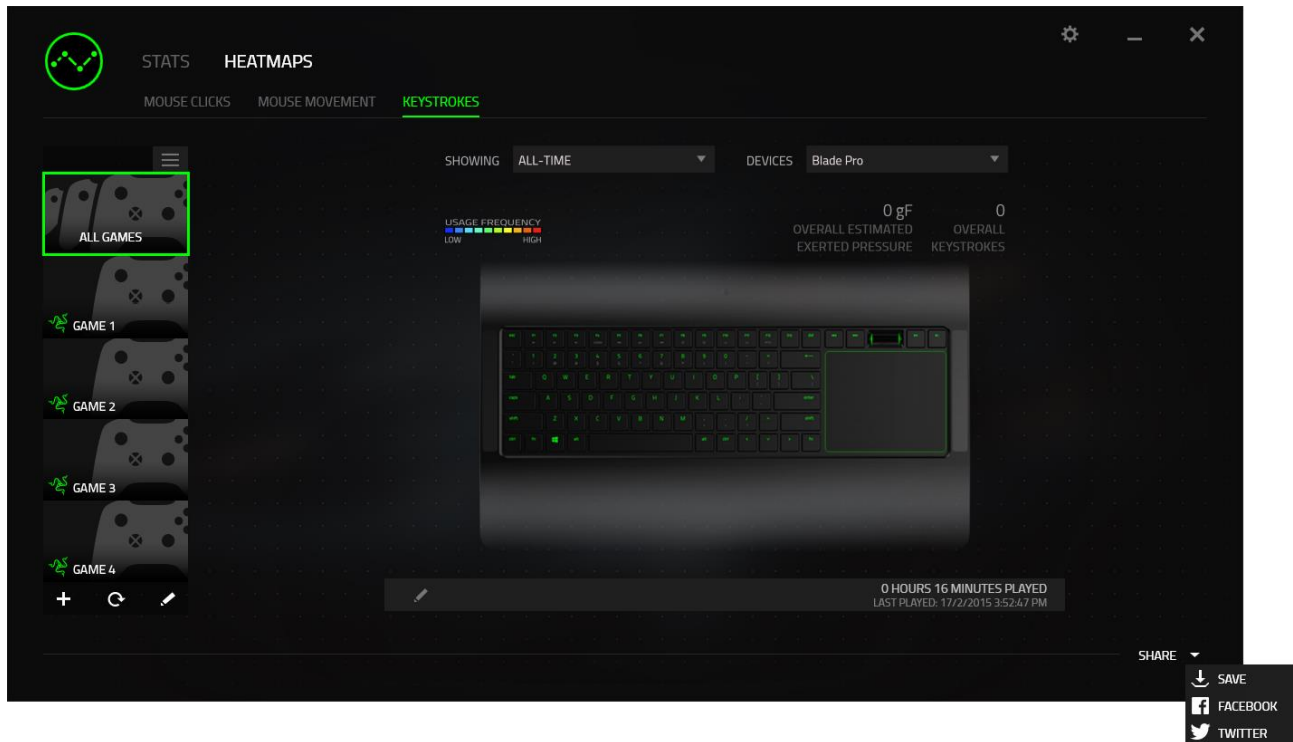 STATS HEATMAPS
MOUSE CLICKS MOUSE MOVEMENT KEYSTROKES
SHOWING ALL-TIME DEVICES Blade Pro
ALL GAMES
GAME 1
GAME 2
GAME 3
GAME 4
USAGE FREQUENCY
LOW HIGH
0 gF 0
OVERALL ESTIMATED OVERALL
EXERTED PRESSURE KEYSTROKES
Q W E R T Y U I O P
A S D F G H J K L
Z X C V B N M
0 HOURS 16 MINUTES PLAYED
LAST PLAYED: 17/2/2015 3:52:47 PM
SHARE
SAVE
FACEBOOK
TWITTER